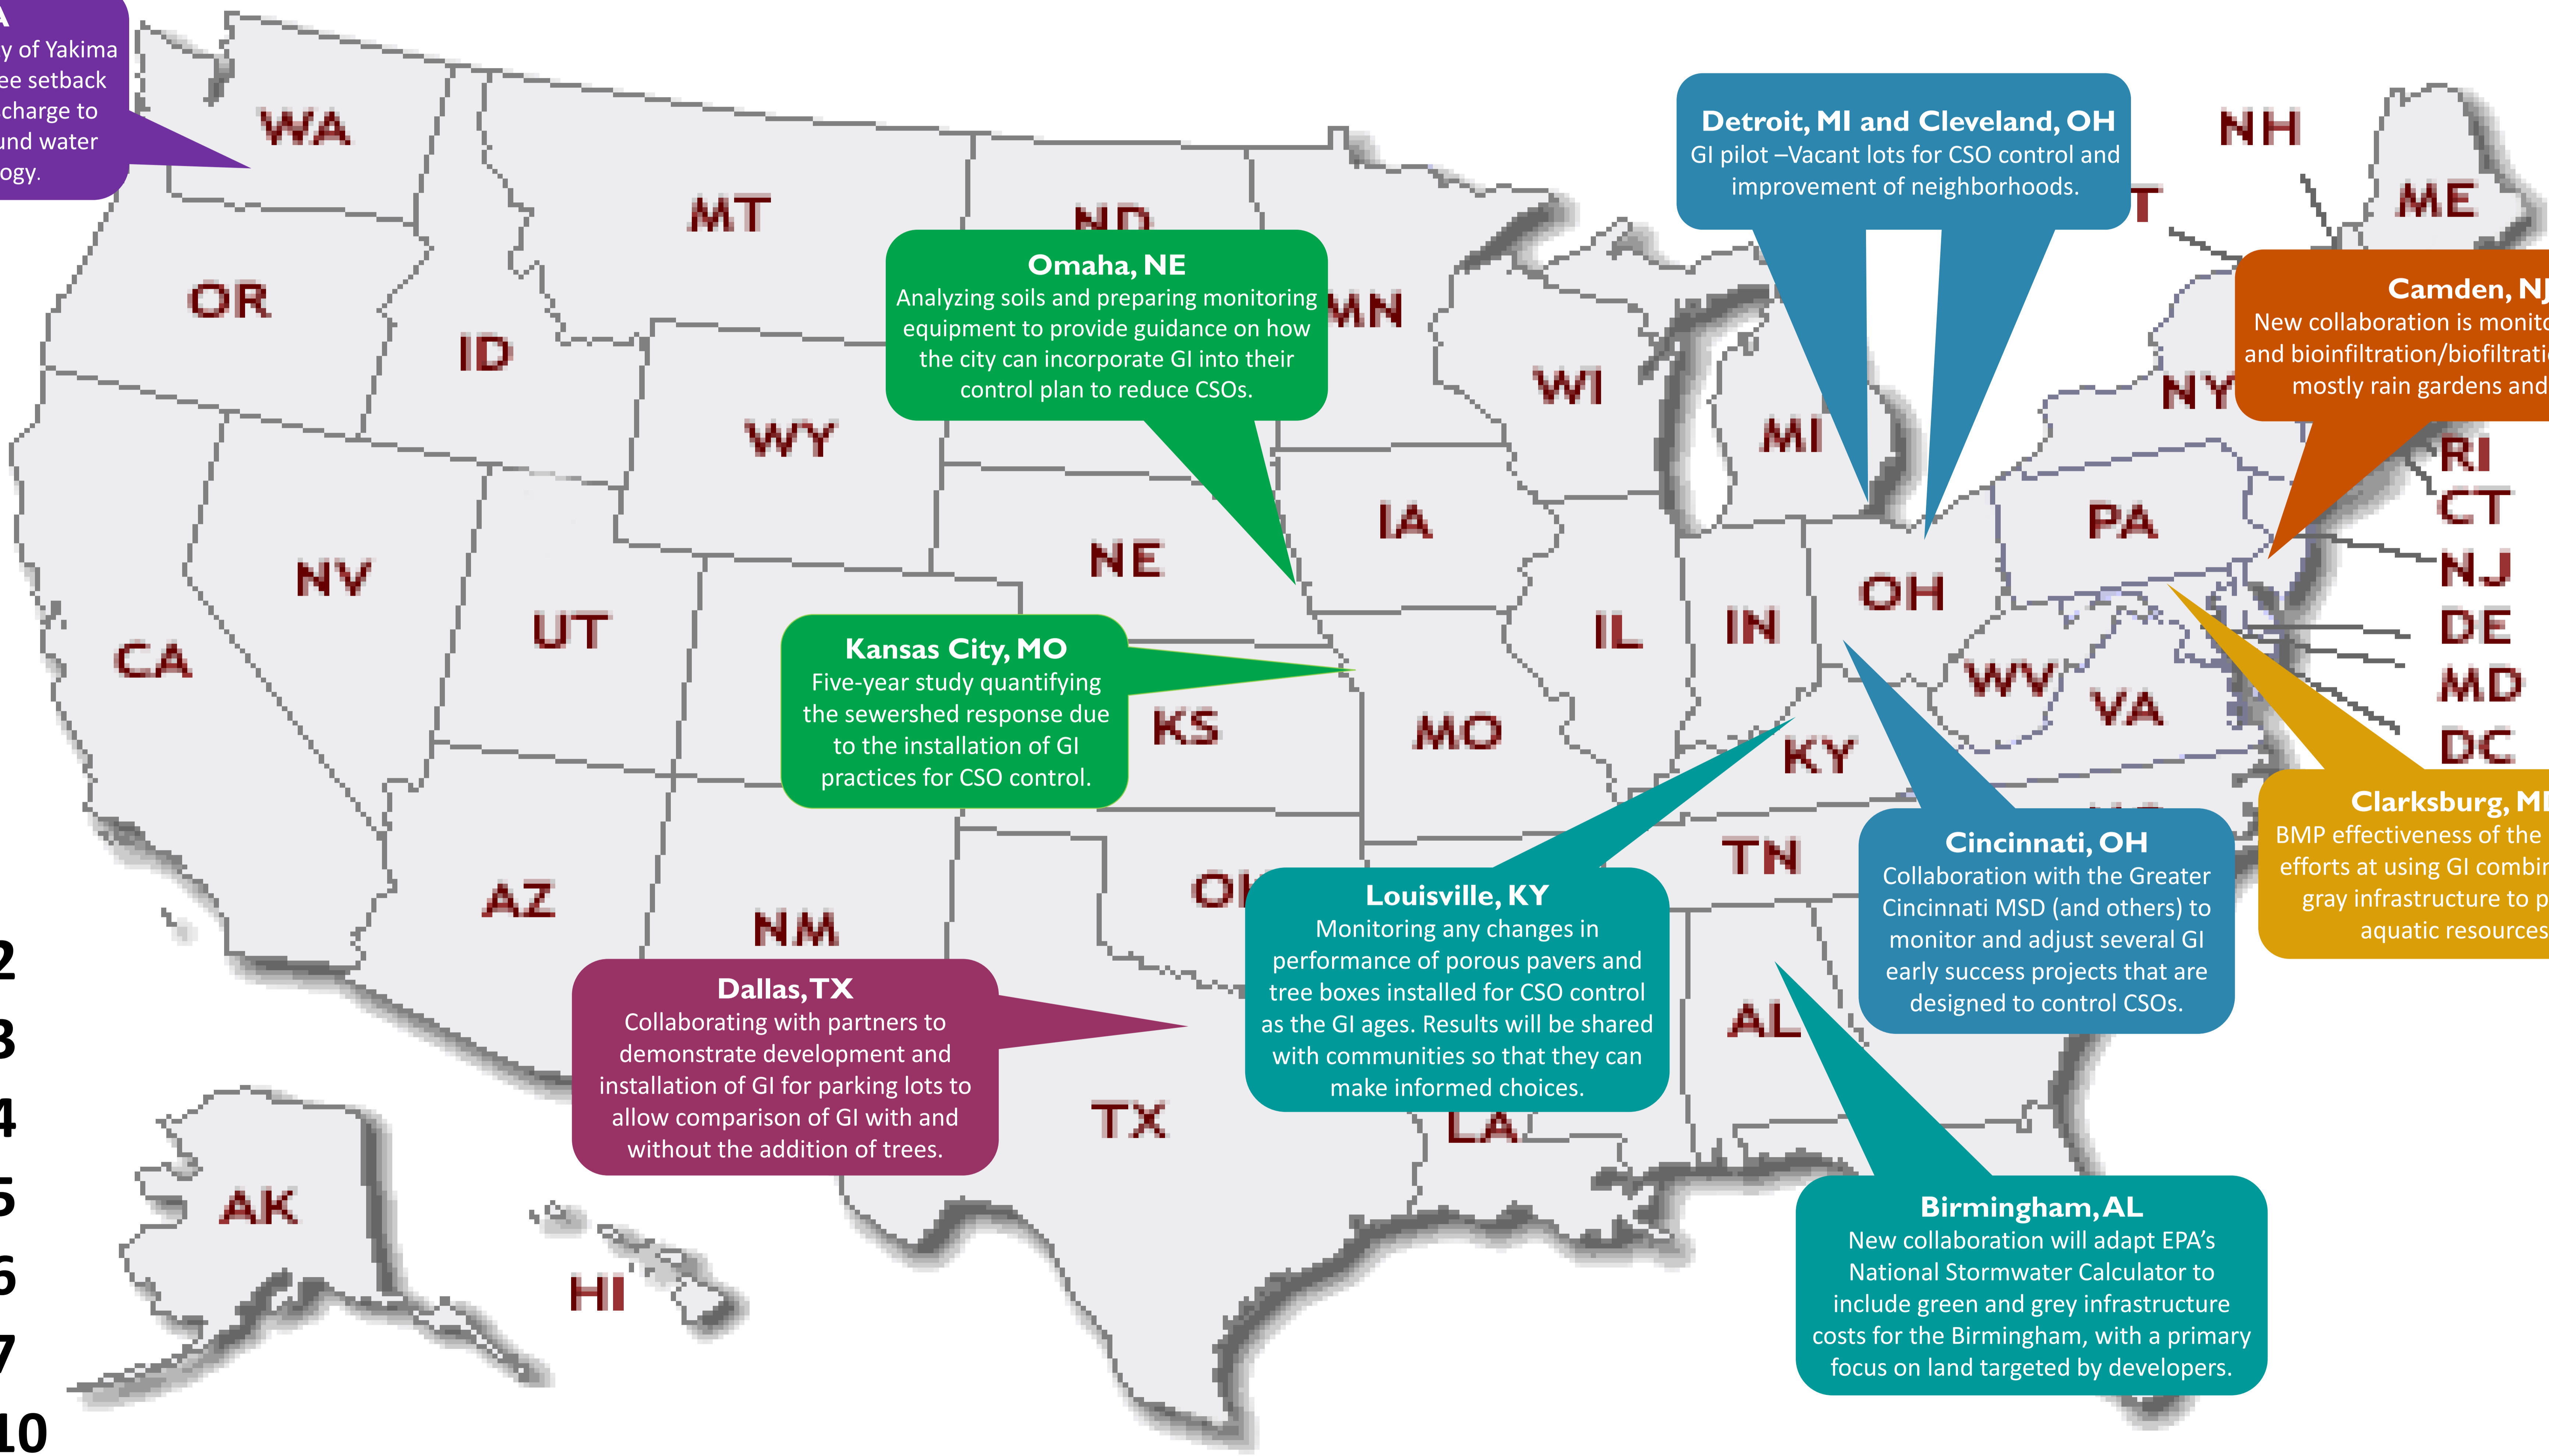 A
y of Yakima
ee setback
charge to
und water
ogy.
WA
OR
CA
NV
ID
MT
WY
UT
AZ
NM
ND
NE
KS
TX
MN
IA
MO
LA
WI
IL
IN
MI
OH
KY
TN
AL
WV
VA
PA
NY
T
NH
ME
RI
CT
NJ
DE
MD
DC
AK
HI
Detroit, MI and Cleveland, OH
GI pilot –Vacant lots for CSO control and
improvement of neighborhoods.
Omaha, NE
Analyzing soils and preparing monitoring
equipment to provide guidance on how
the city can incorporate GI into their
control plan to reduce CSOs.
Camden, NJ
New collaboration is monito
and bioinfiltration/biofiltrati
mostly rain gardens and
Kansas City, MO
Five-year study quantifying
the sewershed response due
to the installation of GI
practices for CSO control.
Clarksburg, M
BMP effectiveness of the
efforts at using GI combin
gray infrastructure to p
aquatic resources
Cincinnati, OH
Collaboration with the Greater
Cincinnati MSD (and others) to
monitor and adjust several GI
early success projects that are
designed to control CSOs.
Louisville, KY
Monitoring any changes in
performance of porous pavers and
tree boxes installed for CSO control
as the GI ages. Results will be shared
with communities so that they can
make informed choices.
Dallas, TX
Collaborating with partners to
demonstrate development and
installation of GI for parking lots to
allow comparison of GI with and
without the addition of trees.
Birmingham, AL
New collaboration will adapt EPA’s
National Stormwater Calculator to
include green and grey infrastructure
costs for the Birmingham, with a primary
focus on land targeted by developers.
2
3
4
5
6
7
10